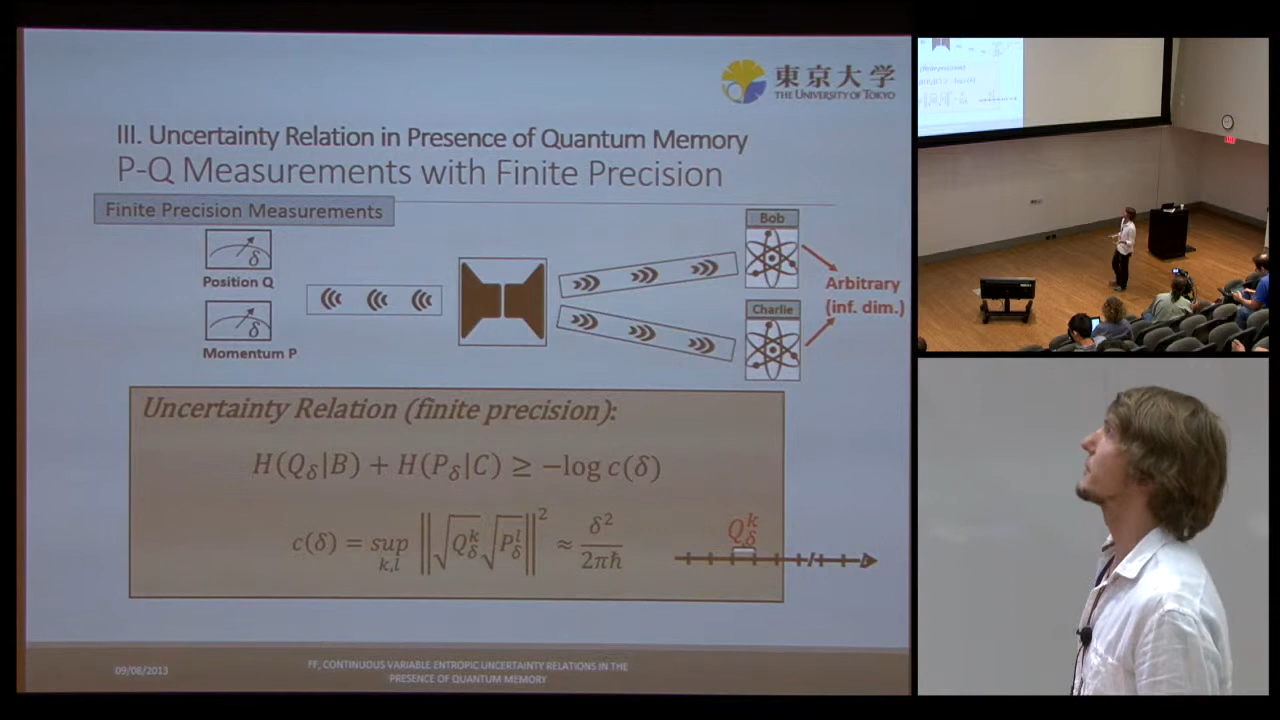 東京大学
THE UNIVERSITY OF TOKYO
III. Uncertainty Relation in Presence of Quantum Memory
P-Q Measurements with Finite Precision
Finite Precision Measurements
δ
Position Q
δ
Momentum P
Bob
Charlie
Arbitrary
(inf. dim.)
Uncertainty Relation (finite precision):
H(Q_δ|B) + H(P_δ|C) ≥ −log c(δ)
c(δ) = sup_{k,l} ‖√Q_δ^k √P_δ^l‖² ≈ δ²/2πħ
Q_δ^k
09/08/2013
FF, CONTINUOUS VARIABLE ENTROPIC UNCERTAINTY RELATIONS IN THE
PRESENCE OF QUANTUM MEMORY